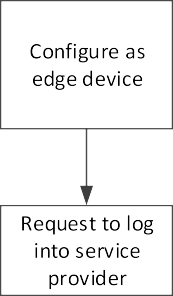 Configure as
edge device
Request to log
into service
provider